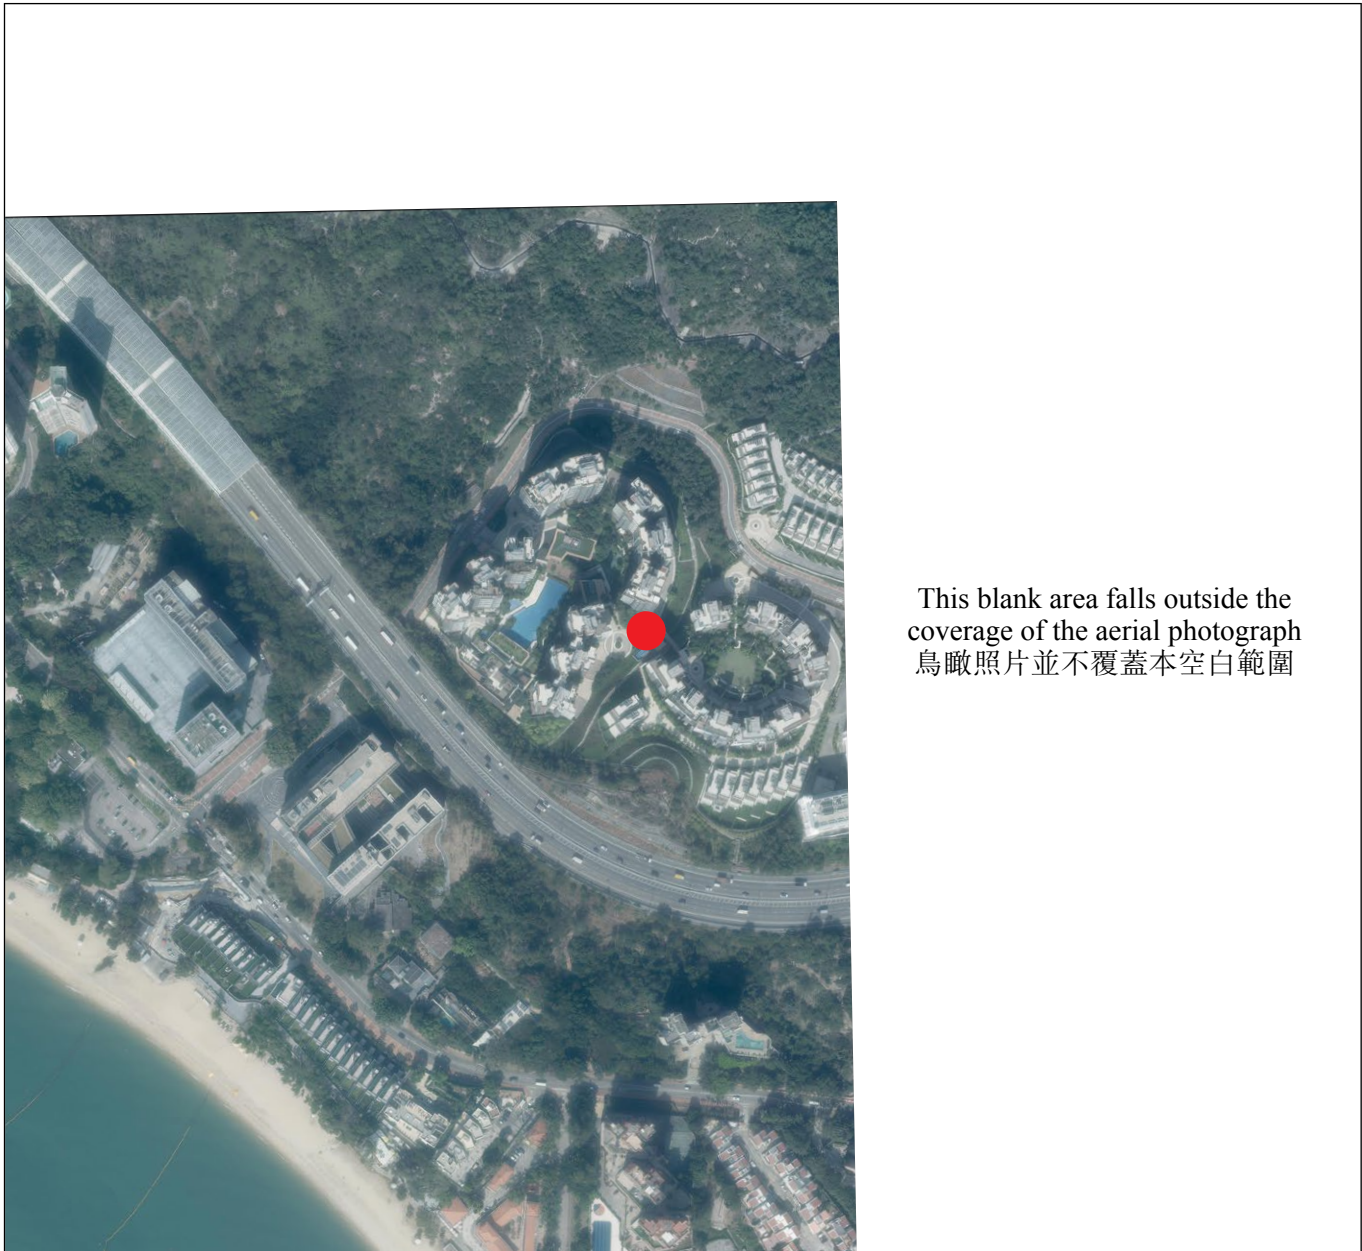 This blank area falls outside the
coverage of the aerial photograph
鳥瞰照片並不覆蓋本空白範圍